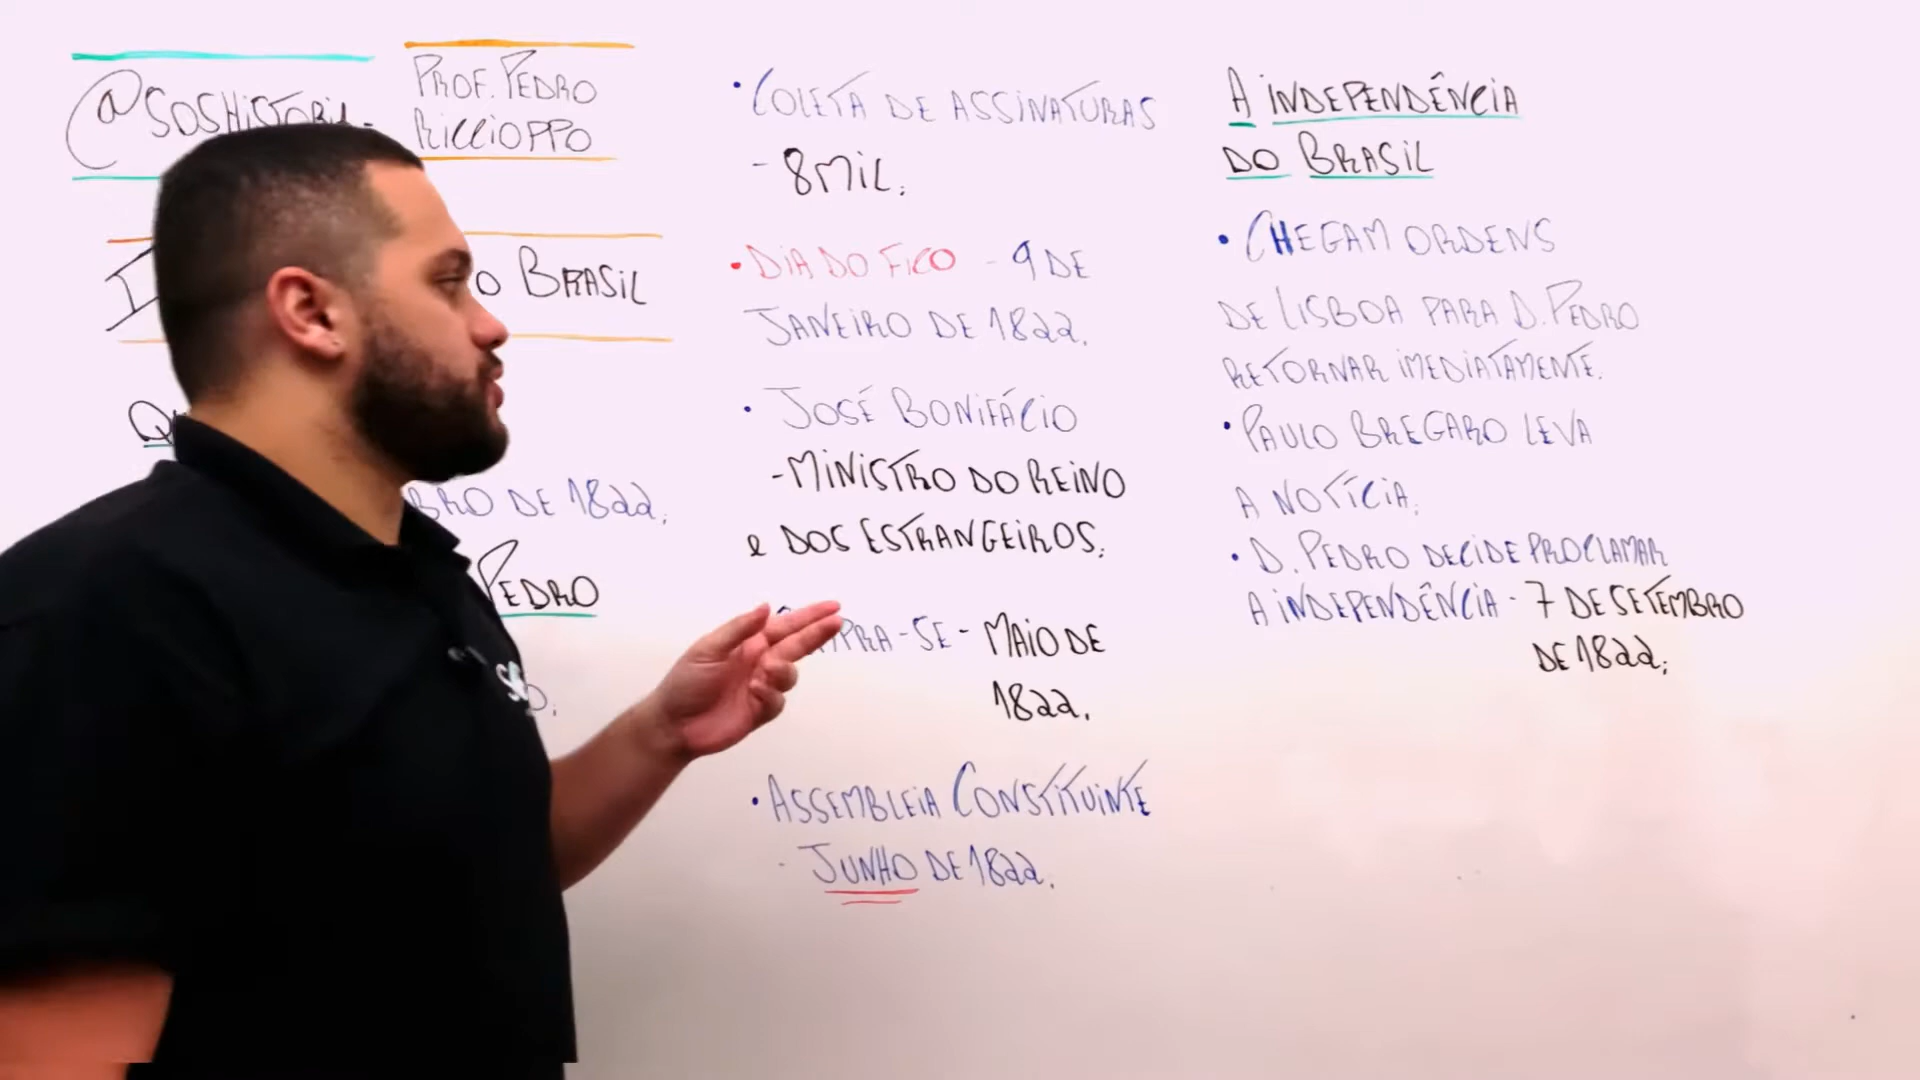 @SOSHISTORIA
PROF. PEDRO
RICCIOPPO
O BRASIL
BRO DE 1822;
PEDRO
• COLETA DE ASSINATURAS
- 8 MIL;
• DIA DO FICO - 9 DE
JANEIRO DE 1822.
• JOSÉ BONIFÁCIO
- MINISTRO DO REINO
e DOS ESTRANGEIROS;
PRA-SE - MAIO DE
1822.
• ASSEMBLEIA CONSTITUINTE
- JUNHO DE 1822.
A INDEPENDÊNCIA
DO BRASIL
• CHEGAM ORDENS
DE LISBOA PARA D. PEDRO
RETORNAR IMEDIATAMENTE.
• PAULO BREGARO LEVA
A NOTÍCIA;
• D. PEDRO DECIDE PROCLAMAR
A INDEPENDÊNCIA - 7 DE SETEMBRO
DE 1822;